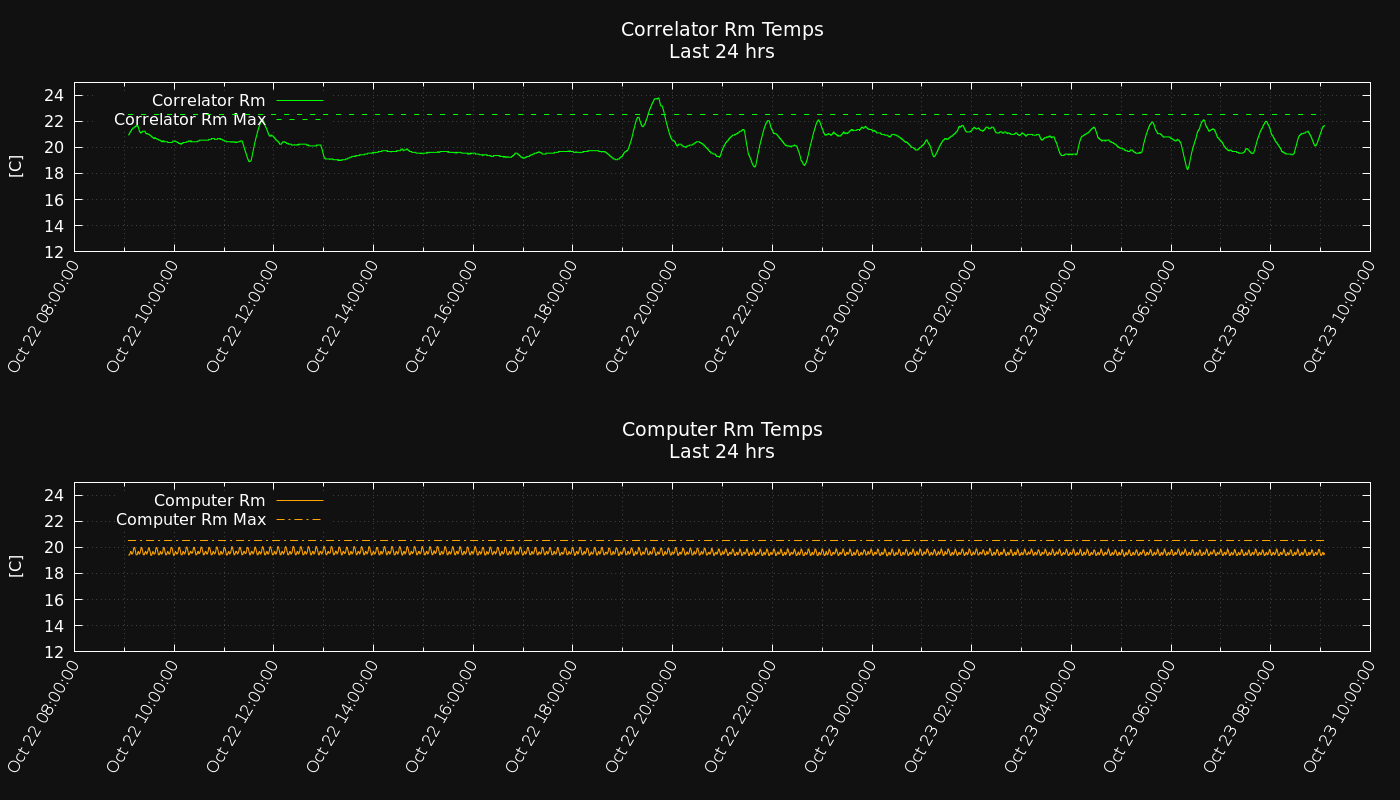 Correlator Rm Temps
Last 24 hrs
Correlator Rm
Correlator Rm Max
[C]
24
22
20
18
16
14
12
Oct 22 08:00:00
Oct 22 10:00:00
Oct 22 12:00:00
Oct 22 14:00:00
Oct 22 16:00:00
Oct 22 18:00:00
Oct 22 20:00:00
Oct 22 22:00:00
Oct 23 00:00:00
Oct 23 02:00:00
Oct 23 04:00:00
Oct 23 06:00:00
Oct 23 08:00:00
Oct 23 10:00:00
Computer Rm Temps
Last 24 hrs
Computer Rm
Computer Rm Max
[C]
24
22
20
18
16
14
12
Oct 22 08:00:00
Oct 22 10:00:00
Oct 22 12:00:00
Oct 22 14:00:00
Oct 22 16:00:00
Oct 22 18:00:00
Oct 22 20:00:00
Oct 22 22:00:00
Oct 23 00:00:00
Oct 23 02:00:00
Oct 23 04:00:00
Oct 23 06:00:00
Oct 23 08:00:00
Oct 23 10:00:00